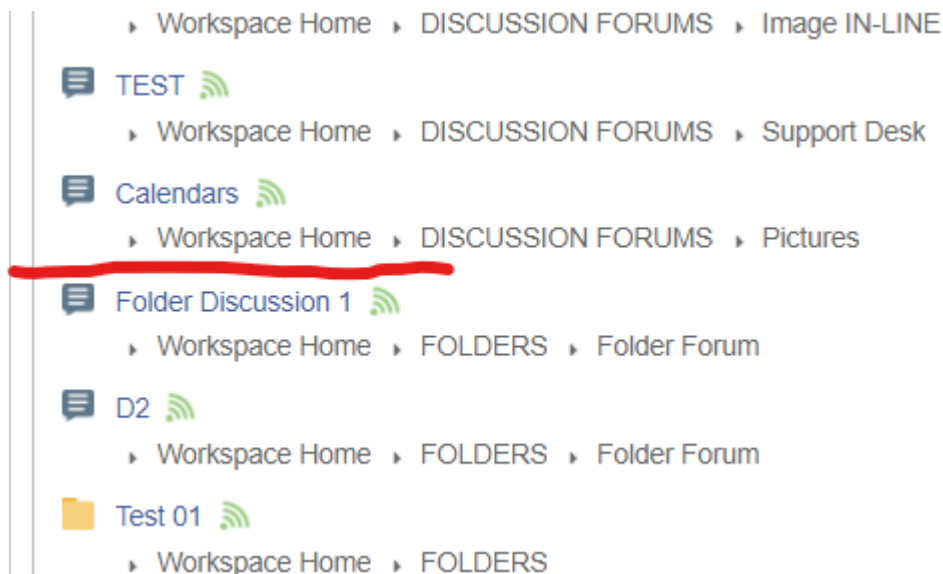 Workspace Home DISCUSSION FORUMS Image IN-LINE
TEST
Workspace Home DISCUSSION FORUMS Support Desk
Calendars
Workspace Home DISCUSSION FORUMS Pictures
Folder Discussion 1
Workspace Home FOLDERS Folder Forum
D2
Workspace Home FOLDERS Folder Forum
Test 01
Workspace Home FOLDERS